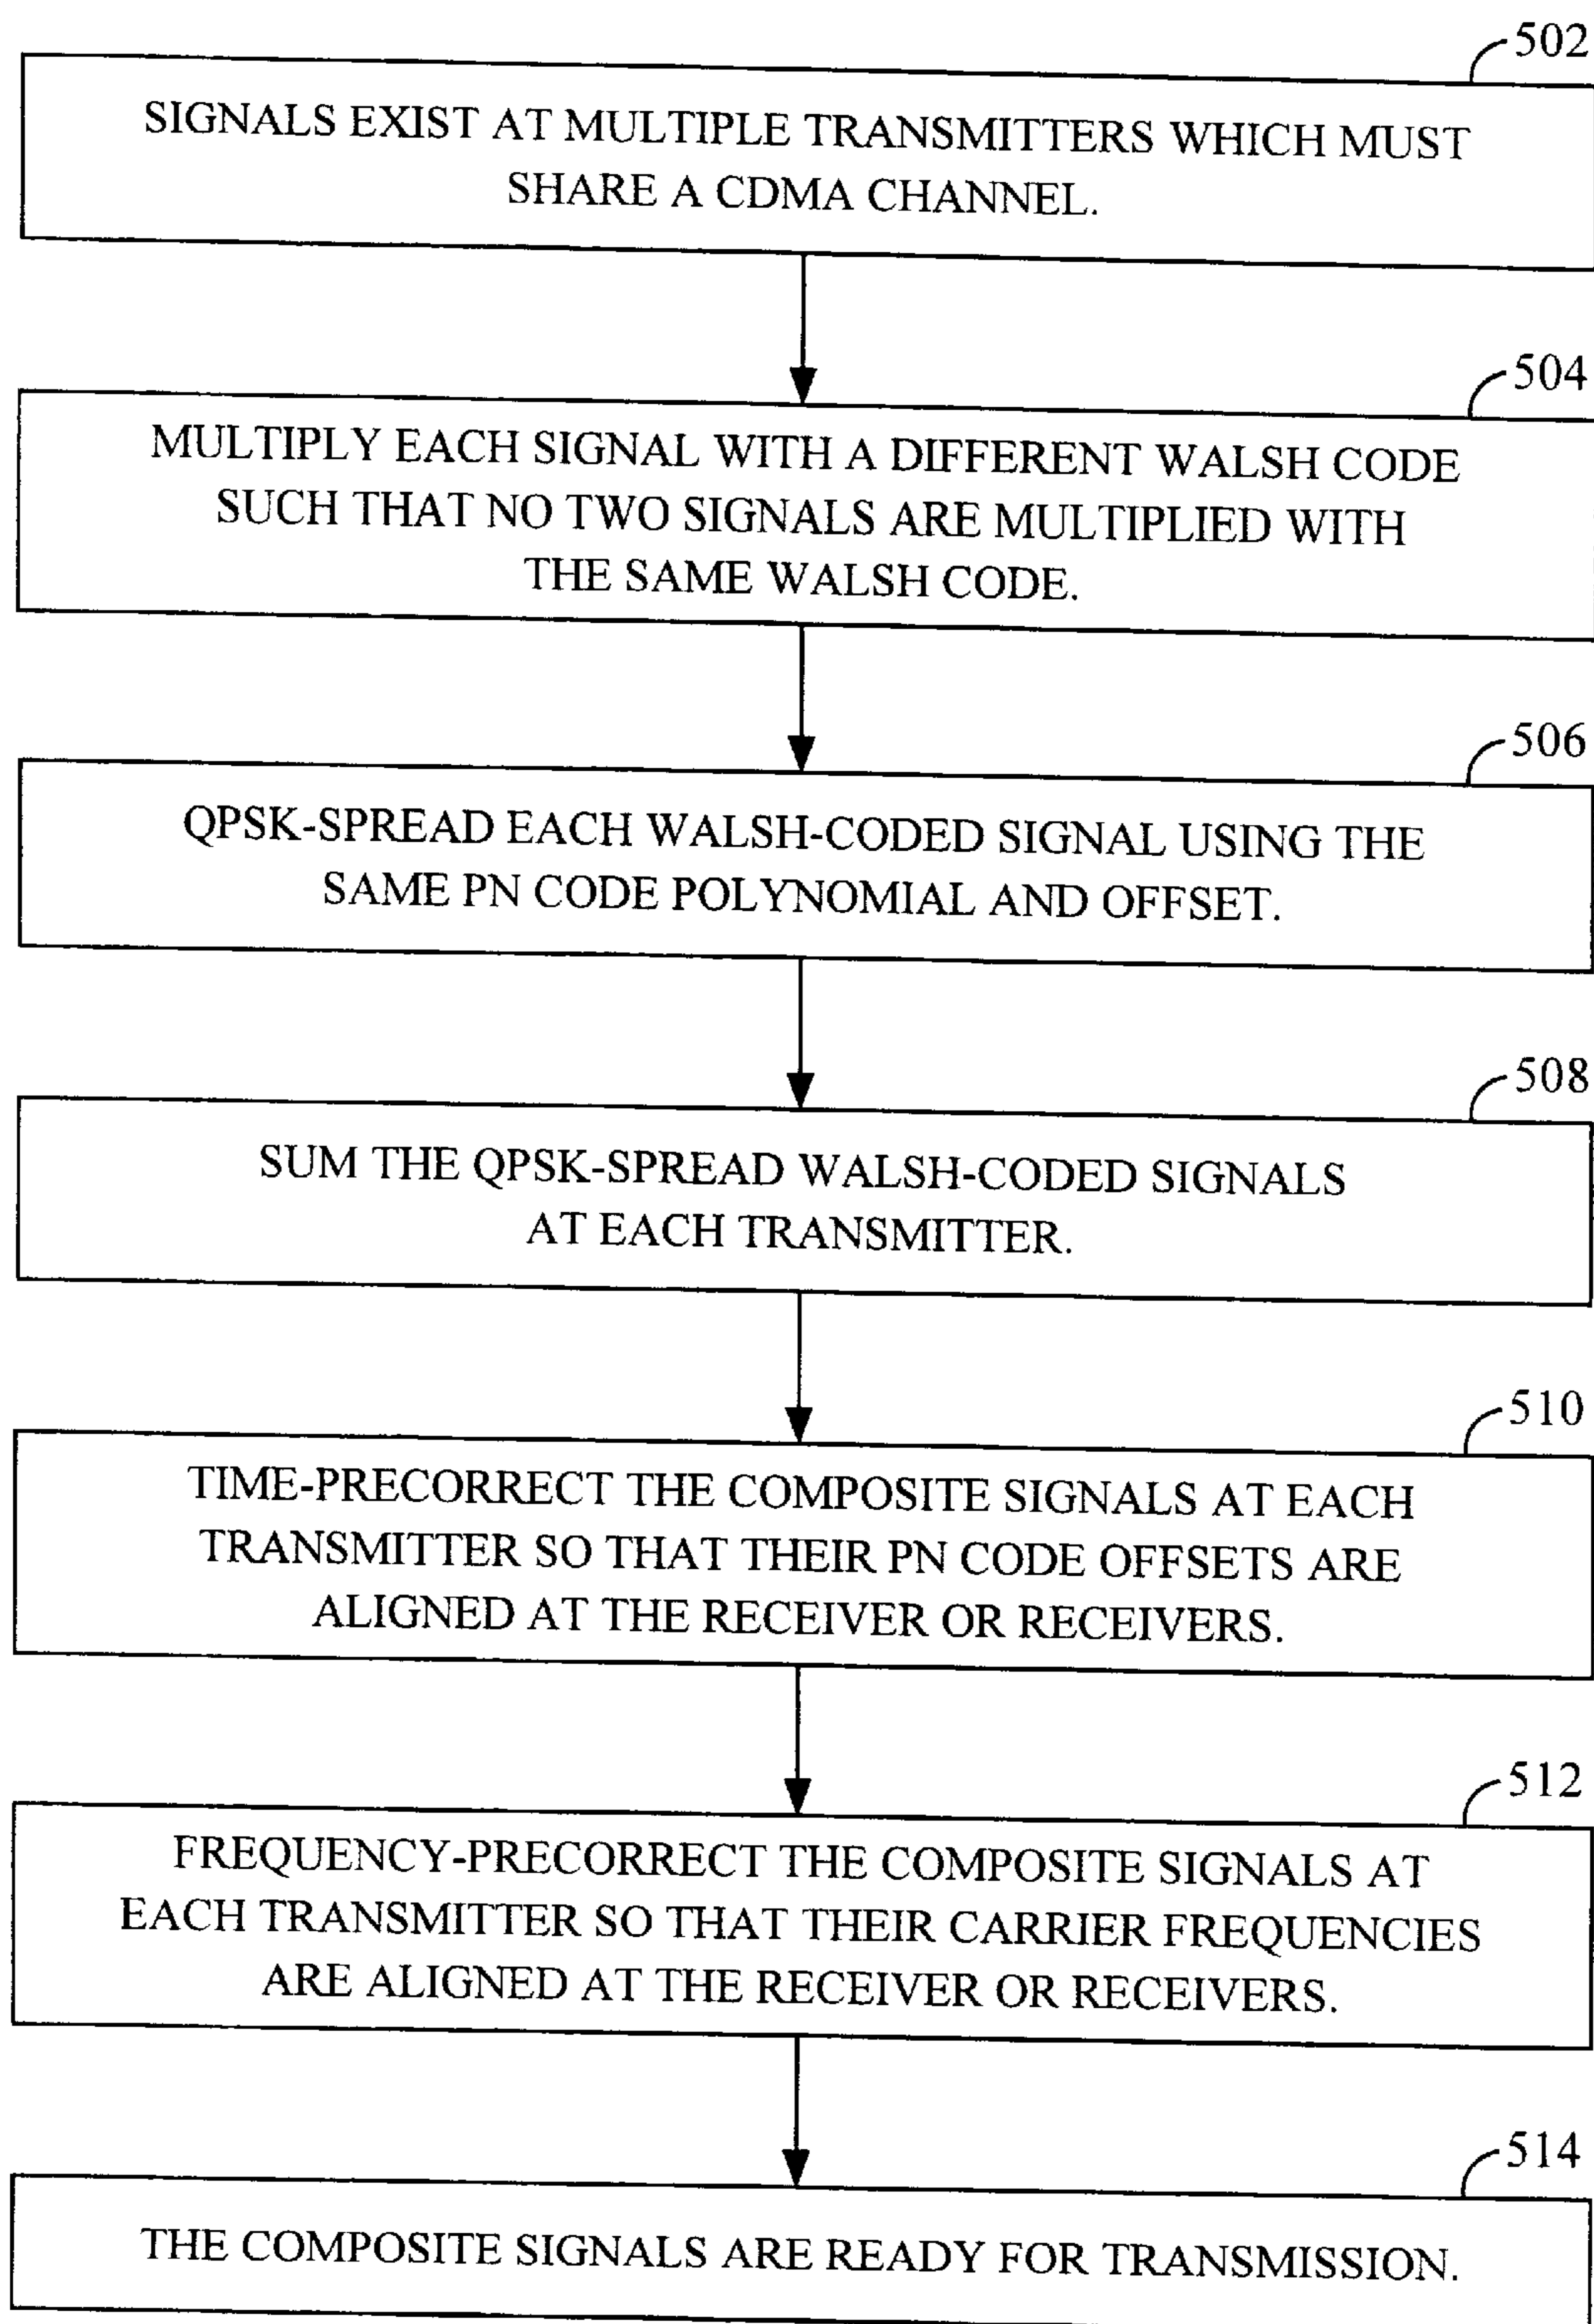 502
SIGNALS EXIST AT MULTIPLE TRANSMITTERS WHICH MUST
SHARE A CDMA CHANNEL.
504
MULTIPLY EACH SIGNAL WITH A DIFFERENT WALSH CODE
SUCH THAT NO TWO SIGNALS ARE MULTIPLIED WITH
THE SAME WALSH CODE.
506
QPSK-SPREAD EACH WALSH-CODED SIGNAL USING THE
SAME PN CODE POLYNOMIAL AND OFFSET.
508
SUM THE QPSK-SPREAD WALSH-CODED SIGNALS
AT EACH TRANSMITTER.
510
TIME-PRECORRECT THE COMPOSITE SIGNALS AT EACH
TRANSMITTER SO THAT THEIR PN CODE OFFSETS ARE
ALIGNED AT THE RECEIVER OR RECEIVERS.
512
FREQUENCY-PRECORRECT THE COMPOSITE SIGNALS AT
EACH TRANSMITTER SO THAT THEIR CARRIER FREQUENCIES
ARE ALIGNED AT THE RECEIVER OR RECEIVERS.
514
THE COMPOSITE SIGNALS ARE READY FOR TRANSMISSION.